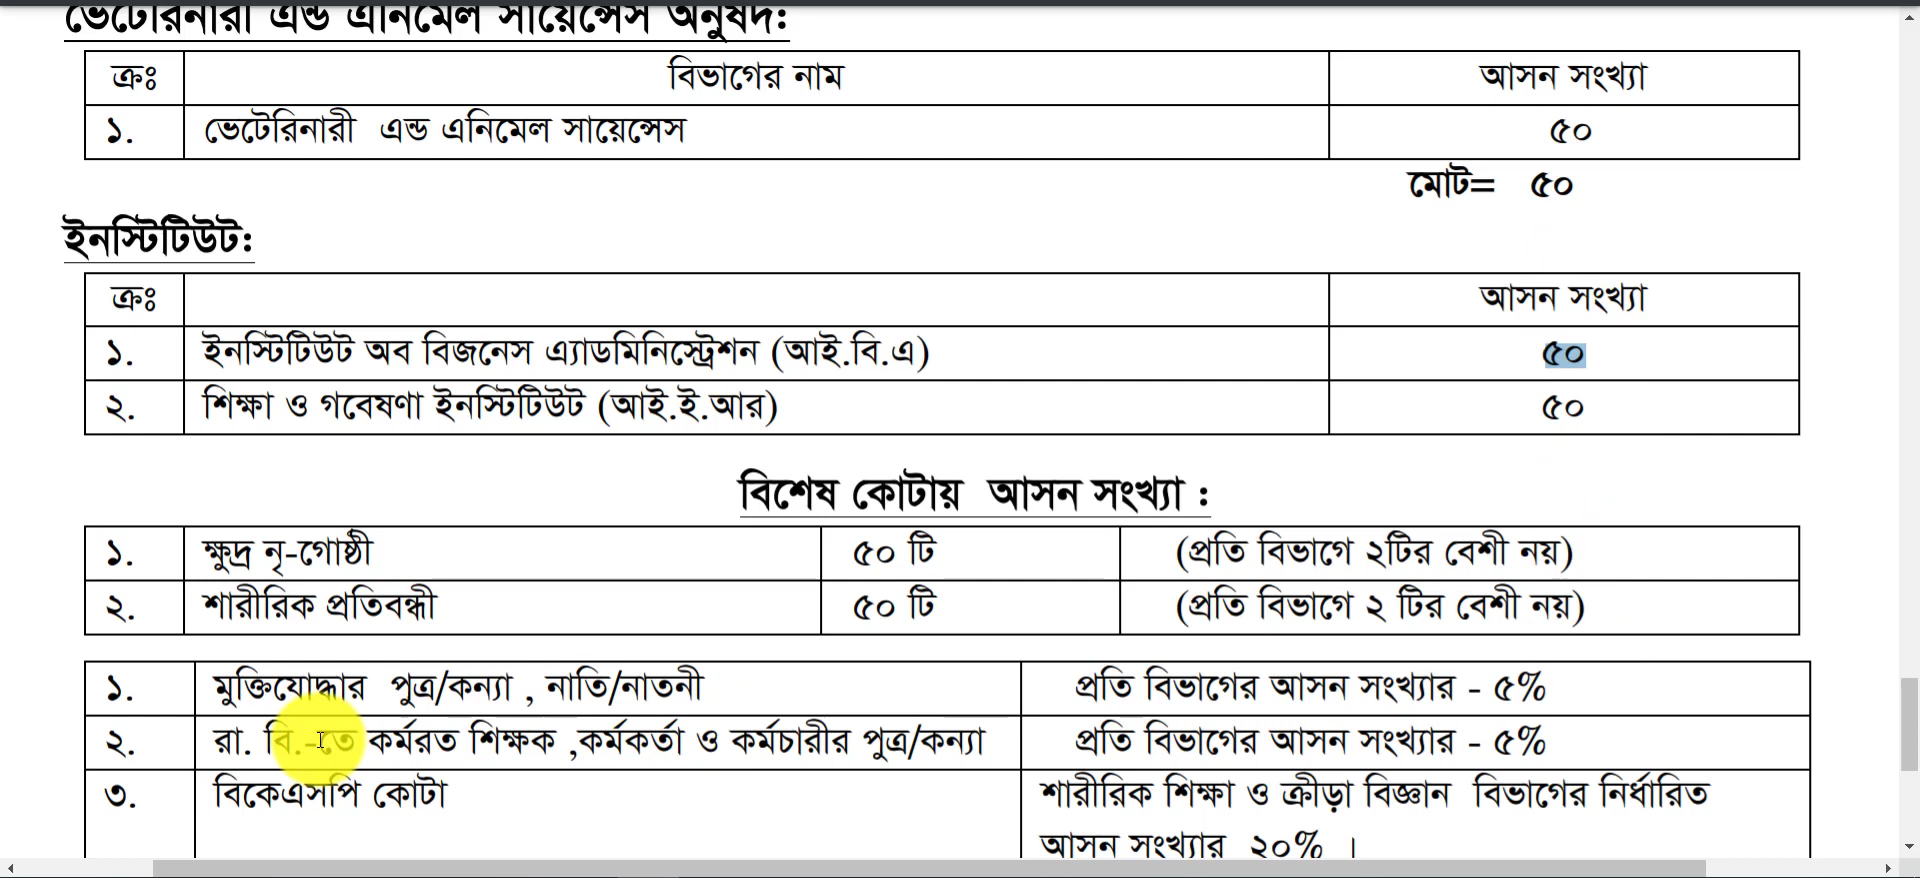 ভেটেরিনারী এন্ড এনিমেল সায়েন্সেস অনুষদ:
ক্রঃ বিভাগের নাম আসন সংখ্যা
১. ভেটেরিনারী এন্ড এনিমেল সায়েন্সেস ৫০
মোট= ৫০
ইনস্টিটিউট:
ক্রঃ আসন সংখ্যা
১. ইনস্টিটিউট অব বিজনেস এ্যাডমিনিস্ট্রেশন (আই.বি.এ) ৫০
২. শিক্ষা ও গবেষণা ইনস্টিটিউট (আই.ই.আর) ৫০
বিশেষ কোটায় আসন সংখ্যা :
১. ক্ষুদ্র নৃ-গোষ্ঠী ৫০ টি (প্রতি বিভাগে ২টির বেশী নয়)
২. শারীরিক প্রতিবন্ধী ৫০ টি (প্রতি বিভাগে ২ টির বেশী নয়)
১. মুক্তিযোদ্ধার পুত্র/কন্যা , নাতি/নাতনী প্রতি বিভাগের আসন সংখ্যার - ৫%
২. রা. বি.-তে কর্মরত শিক্ষক ,কর্মকর্তা ও কর্মচারীর পুত্র/কন্যা প্রতি বিভাগের আসন সংখ্যার - ৫%
৩. বিকেএসপি কোটা শারীরিক শিক্ষা ও ক্রীড়া বিজ্ঞান বিভাগের নির্ধারিত
আসন সংখ্যার ২০% ।